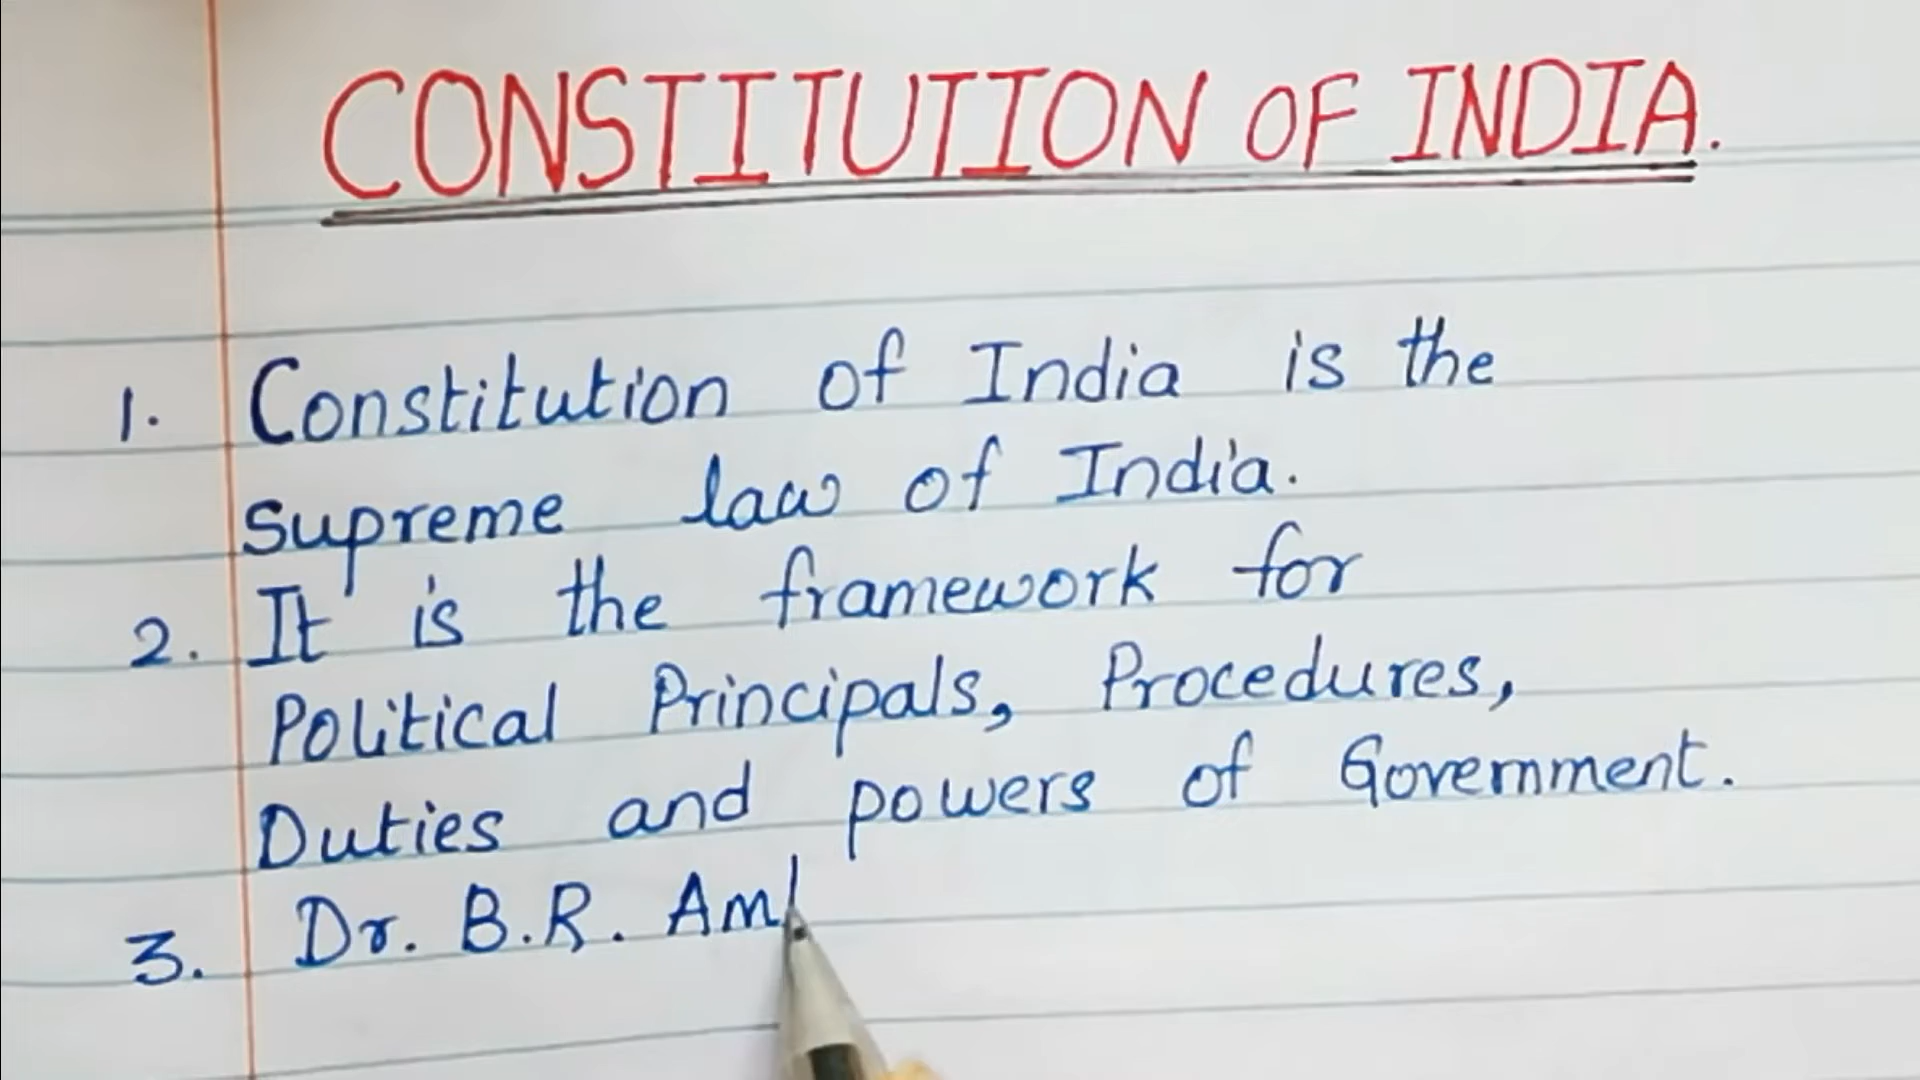 CONSTITUTION OF INDIA.
1. Constitution of India is the
Supreme law of India.
2. It is the framework for
Political Principals, Procedures,
Duties and powers of Government.
3. Dr. B.R. Am